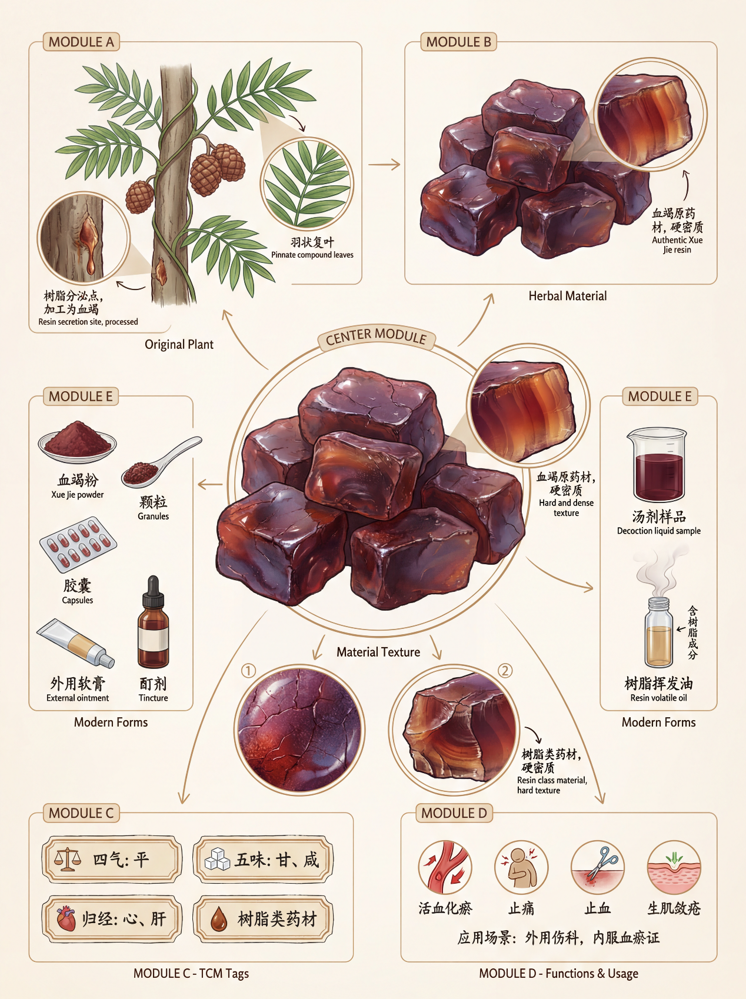 MODULE A
羽状复叶
Pinnate compound leaves
树脂分泌点,
加工为血竭
Resin secretion site, processed
Original Plant
MODULE B
血竭原药
材, 硬密质
Authentic Xue
Jie resin
Herbal Material
CENTER MODULE
血竭原药材,
硬密质
Hard and dense
texture
Material Texture
①
②
树脂类药材,
硬密质
Resin class material,
hard texture
MODULE E
血竭粉
Xue Jie powder
颗粒
Granules
胶囊
Capsules
外用软膏
External ointment
酊剂
Tincture
Modern Forms
MODULE E
汤剂样品
Decoction liquid sample
含树脂成分
树脂挥发油
Resin volatile oil
Modern Forms
MODULE C
四气: 平
五味: 甘、咸
归经: 心、肝
树脂类药材
MODULE C - TCM Tags
MODULE D
活血化瘀
止痛
止血
生肌敛疮
应用场景: 外用伤科, 内服血瘀证
MODULE D - Functions & Usage